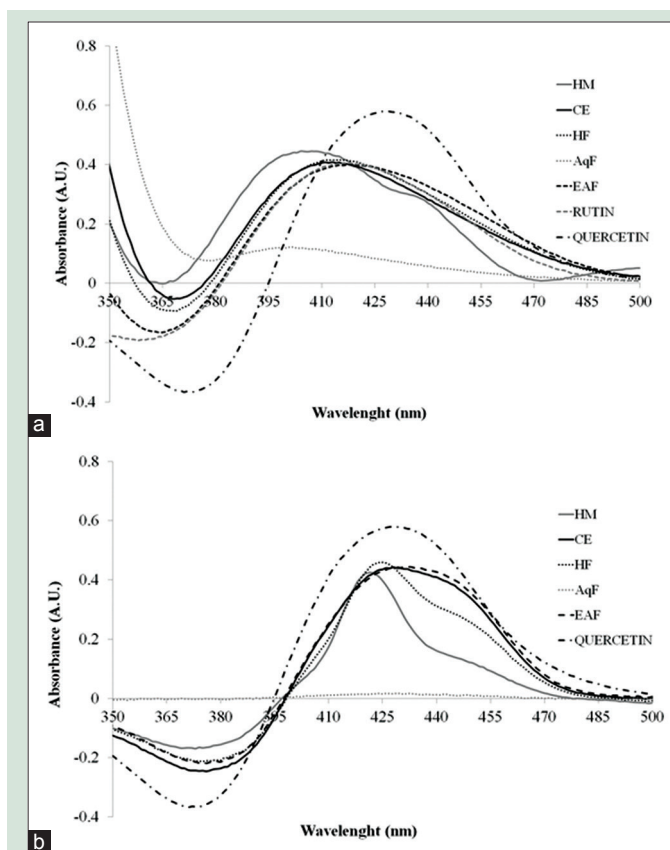 0.8
0.6
0.4
0.2
0
-0.2
-0.4
Absorbance (A.U.)
350 365 380 395 410 425 440 455 470 485 500
Wavelenght (nm)
HM
CE
HF
AqF
EAF
RUTIN
QUERCETIN
a
0.8
0.6
0.4
0.2
0
-0.2
-0.4
Absorbance (A.U.)
350 365 380 395 410 425 440 455 470 485 500
Wavelenght (nm)
HM
CE
HF
AqF
EAF
QUERCETIN
b